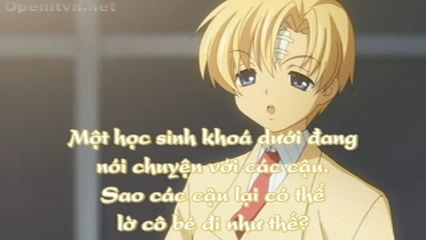 Openitvn.net
Một học sinh khoá dưới đang
nói chuyện với các cậu.
Sao các cậu lại có thể
lờ cô bé đi như thế?